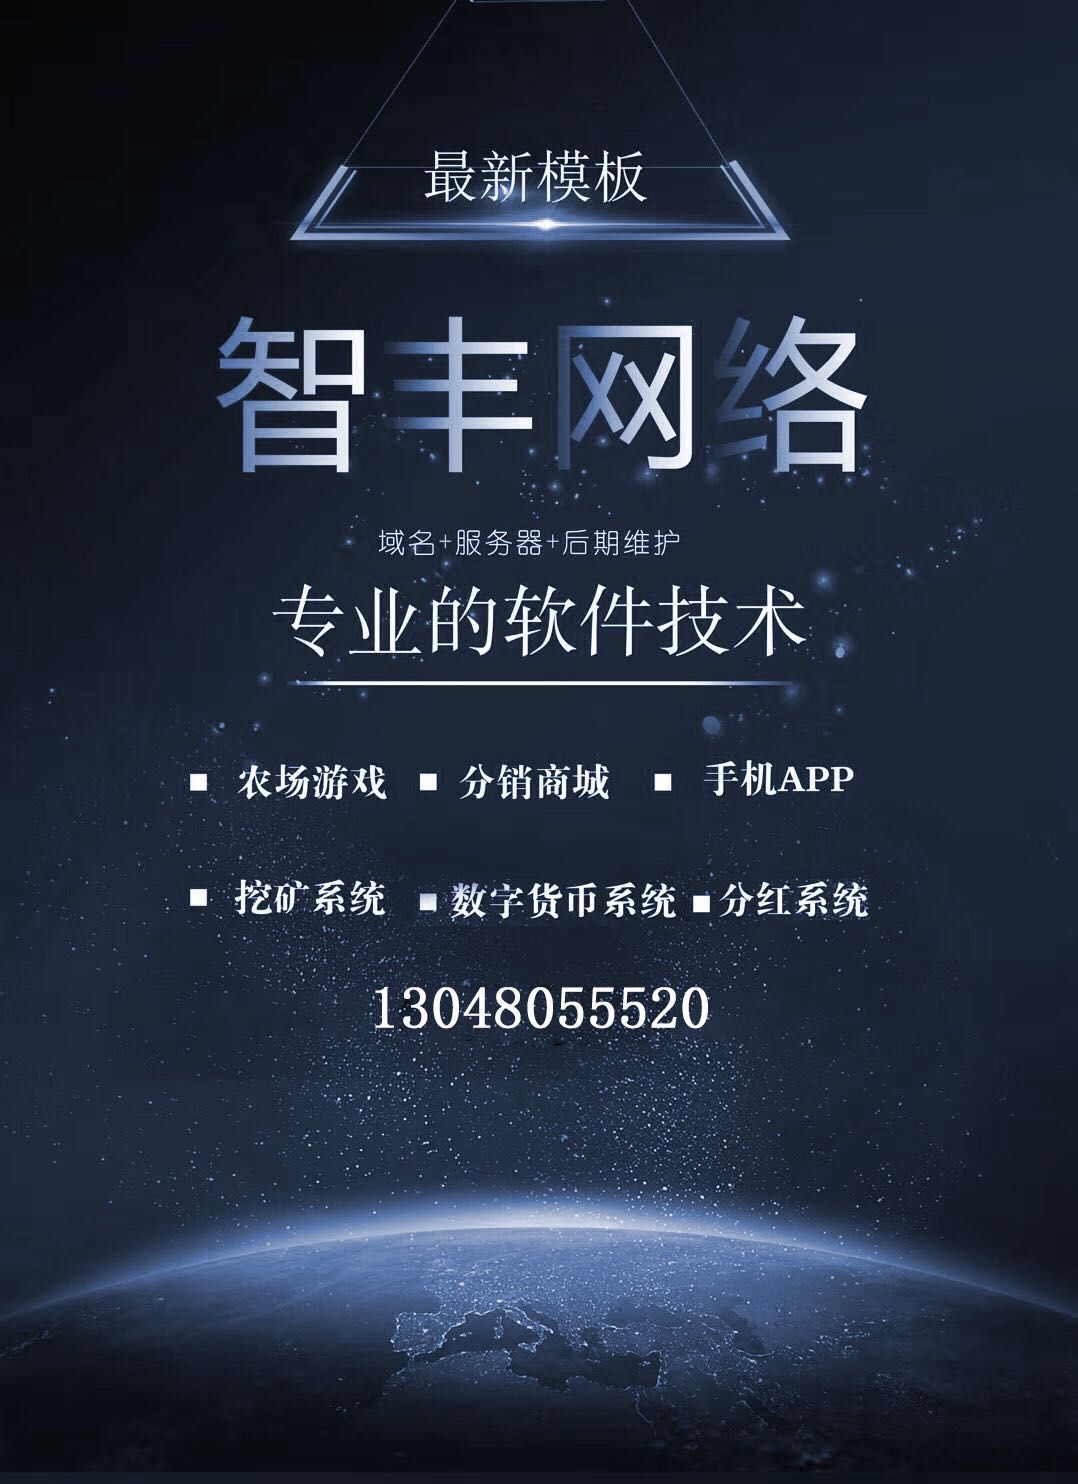 最新模板
智丰网络
域名+服务器+后期维护
专业的软件技术
■ 农场游戏 ■ 分销商城 ■ 手机APP
■ 挖矿系统 ■ 数字货币系统 ■ 分红系统
13048055520